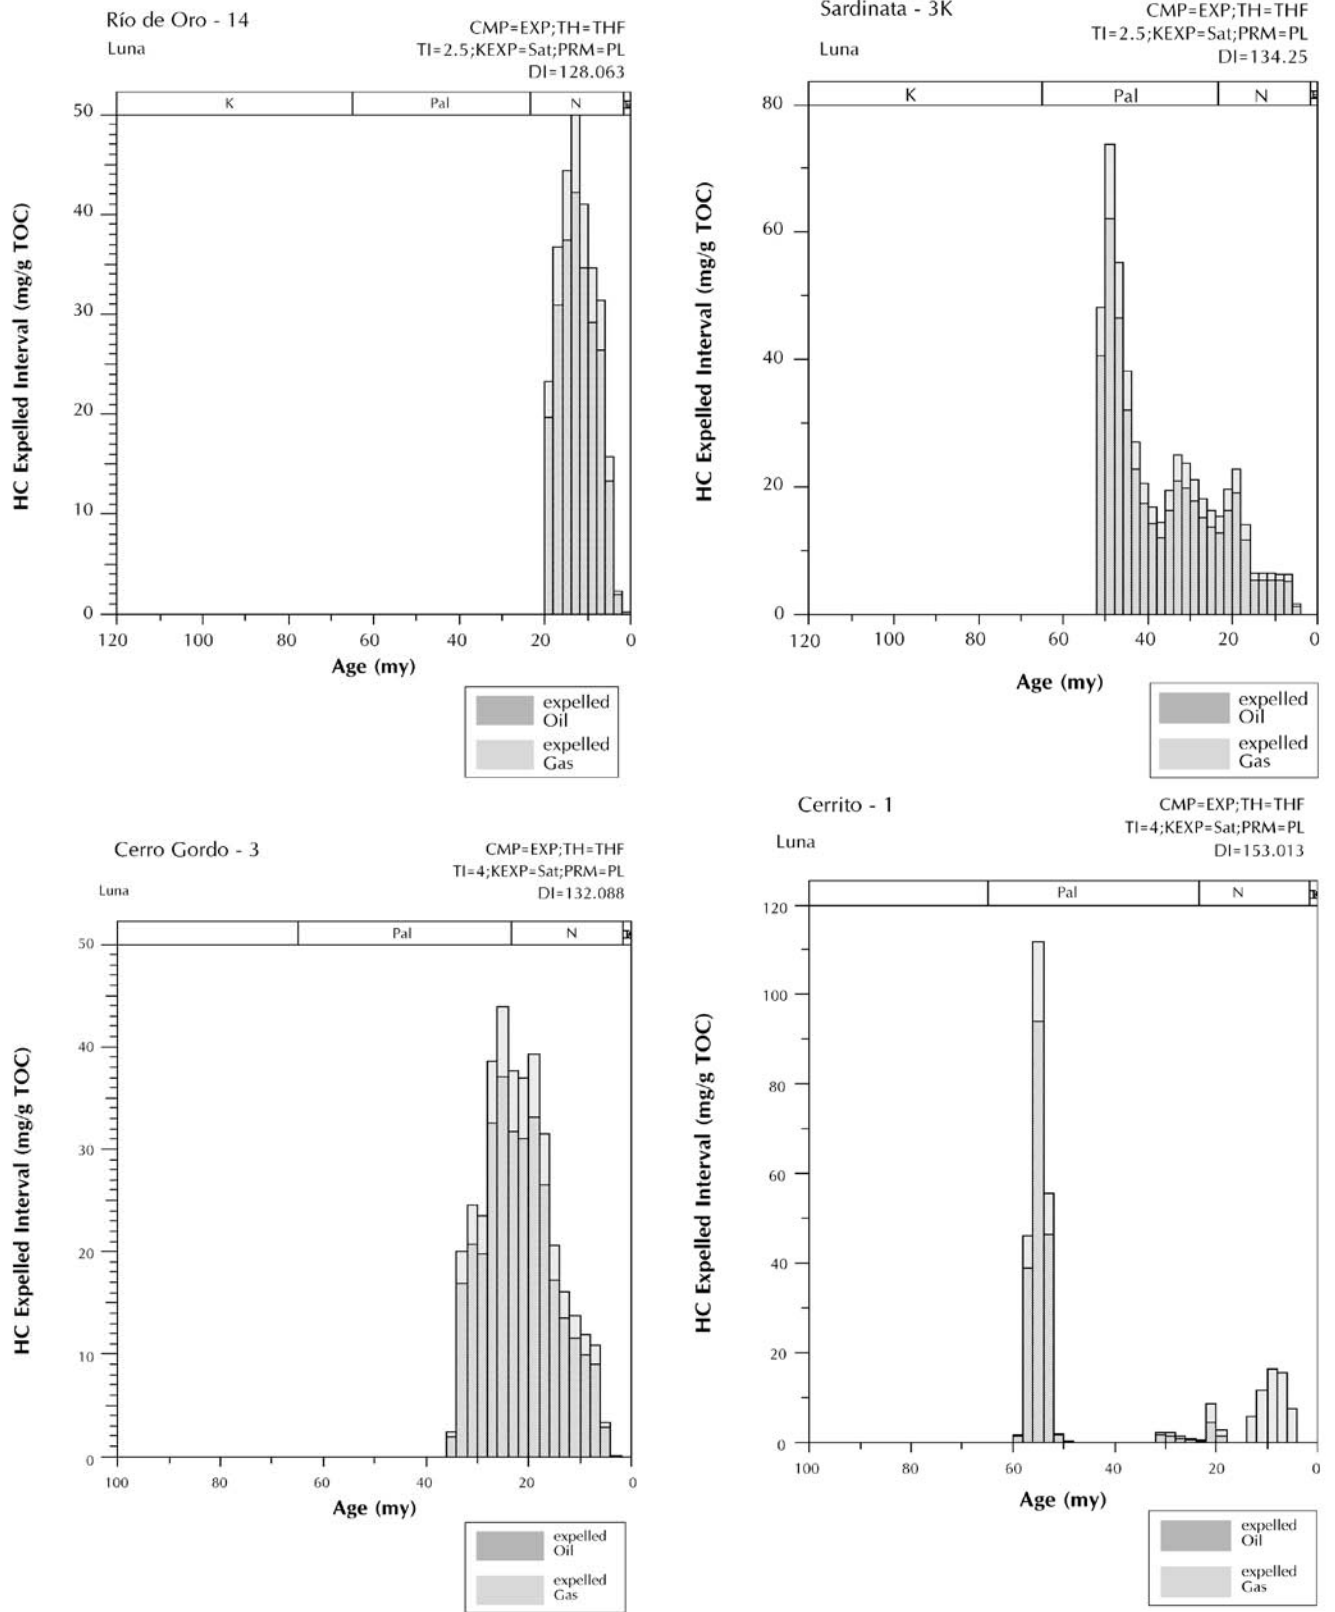 Río de Oro - 14
CMP=EXP;TH=THF
Luna
TI=2.5;KEXP=Sat;PRM=PL
DI=128.063
K Pal N
HC Expelled Interval (mg/g TOC)
50
40
30
20
10
0
120 100 80 60 40 20 0
Age (my)
expelled
Oil
expelled
Gas
Sardinata - 3K
CMP=EXP;TH=THF
TI=2.5;KEXP=Sat;PRM=PL
Luna
DI=134.25
K Pal N
HC Expelled Interval (mg/g TOC)
80
60
40
20
0
120 100 80 60 40 20 0
Age (my)
expelled
Oil
expelled
Gas
Cerro Gordo - 3
CMP=EXP;TH=THF
TI=4;KEXP=Sat;PRM=PL
Luna
DI=132.088
Pal N
HC Expelled Interval (mg/g TOC)
50
40
30
20
10
0
100 80 60 40 20 0
Age (my)
expelled
Oil
expelled
Gas
Cerrito - 1
CMP=EXP;TH=THF
TI=4;KEXP=Sat;PRM=PL
Luna
DI=153.013
Pal N
HC Expelled Interval (mg/g TOC)
120
100
80
60
40
20
0
100 80 60 40 20 0
Age (my)
expelled
Oil
expelled
Gas